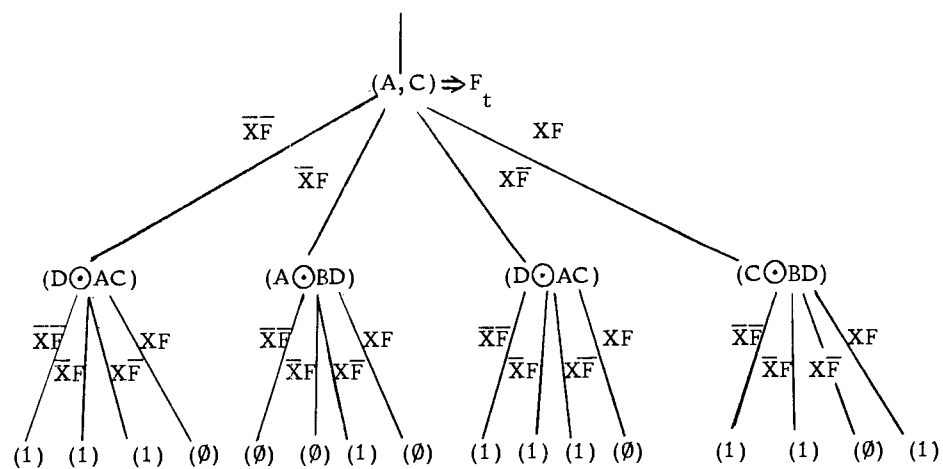 (A,C)⇒F
t
X̅F̅ X̅F XF̅ XF
(D⊙AC) (A⊙BD) (D⊙AC) (C⊙BD)
X̅F̅ X̅F XF̅ XF X̅F̅ X̅F XF̅ XF X̅F̅ X̅F XF̅ XF X̅F̅ X̅F XF̅ XF
(1) (1) (1) (Ø) (Ø) (Ø) (1) (Ø) (1) (1) (1) (Ø) (1) (1) (Ø) (1)